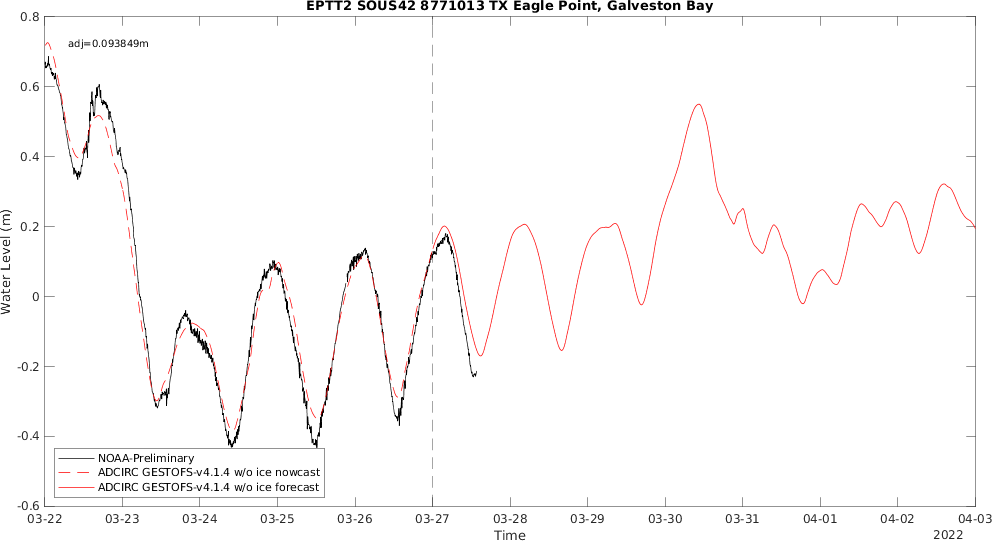 EPTT2 SOUS42 8771013 TX Eagle Point, Galveston Bay
adj=0.093849m
Water Level (m)
0.8
0.6
0.4
0.2
0
-0.2
-0.4
-0.6
NOAA-Preliminary
ADCIRC GESTOFS-v4.1.4 w/o ice nowcast
ADCIRC GESTOFS-v4.1.4 w/o ice forecast
03-22 03-23 03-24 03-25 03-26 03-27 03-28 03-29 03-30 03-31 04-01 04-02 04-03
Time
2022